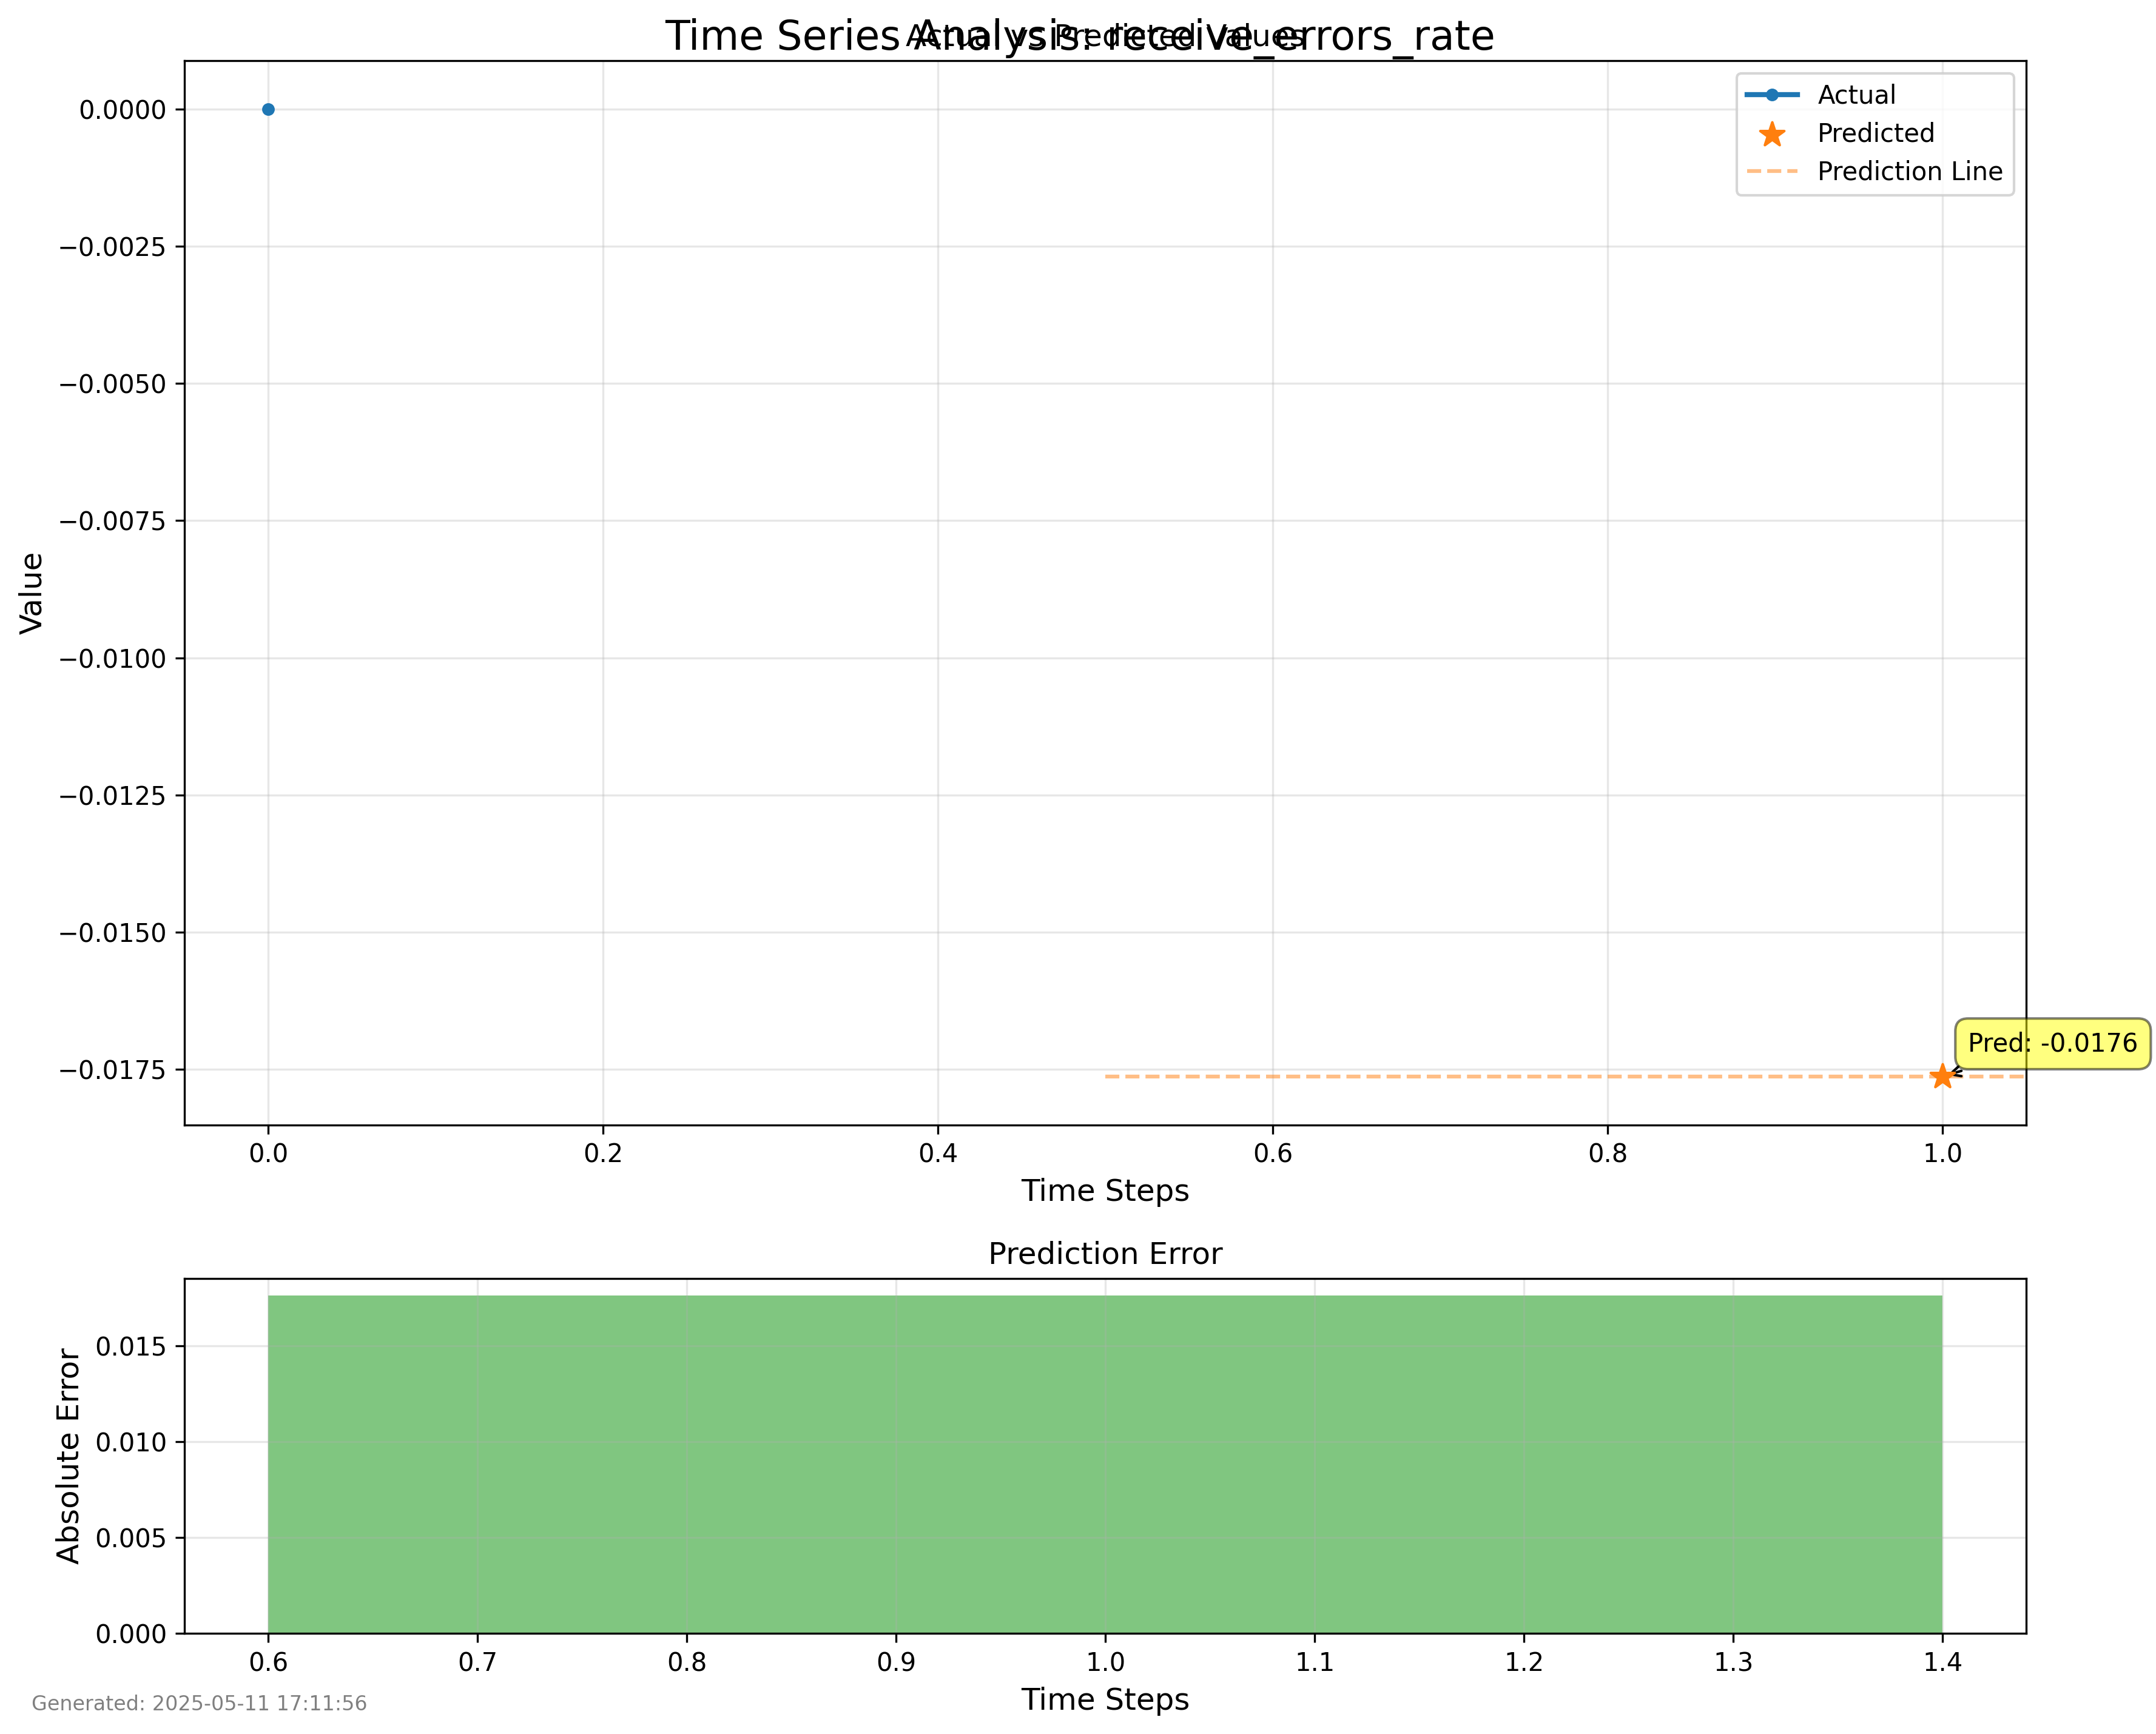 Time Series Analysis: receive_errors_rate
Actual vs Predicted Values
Actual
Predicted
Prediction Line
0.0000
−0.0025
−0.0050
−0.0075
−0.0100
−0.0125
−0.0150
−0.0175
Value
Pred: -0.0176
0.0 0.2 0.4 0.6 0.8 1.0
Time Steps
Prediction Error
0.015
0.010
0.005
0.000
Absolute Error
0.6 0.7 0.8 0.9 1.0 1.1 1.2 1.3 1.4
Time Steps
Generated: 2025-05-11 17:11:56